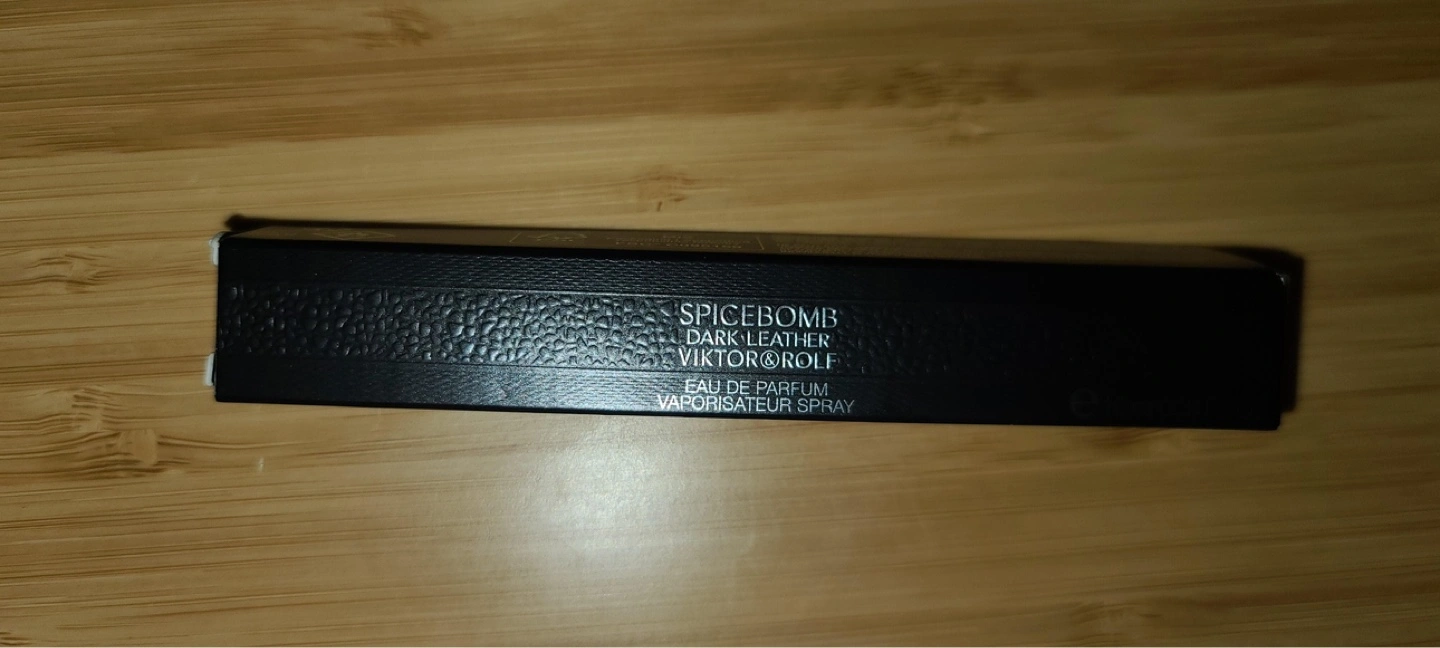 SPICEBOMB
DARK LEATHER
VIKTOR&ROLF
EAU DE PARFUM
VAPORISATEUR SPRAY